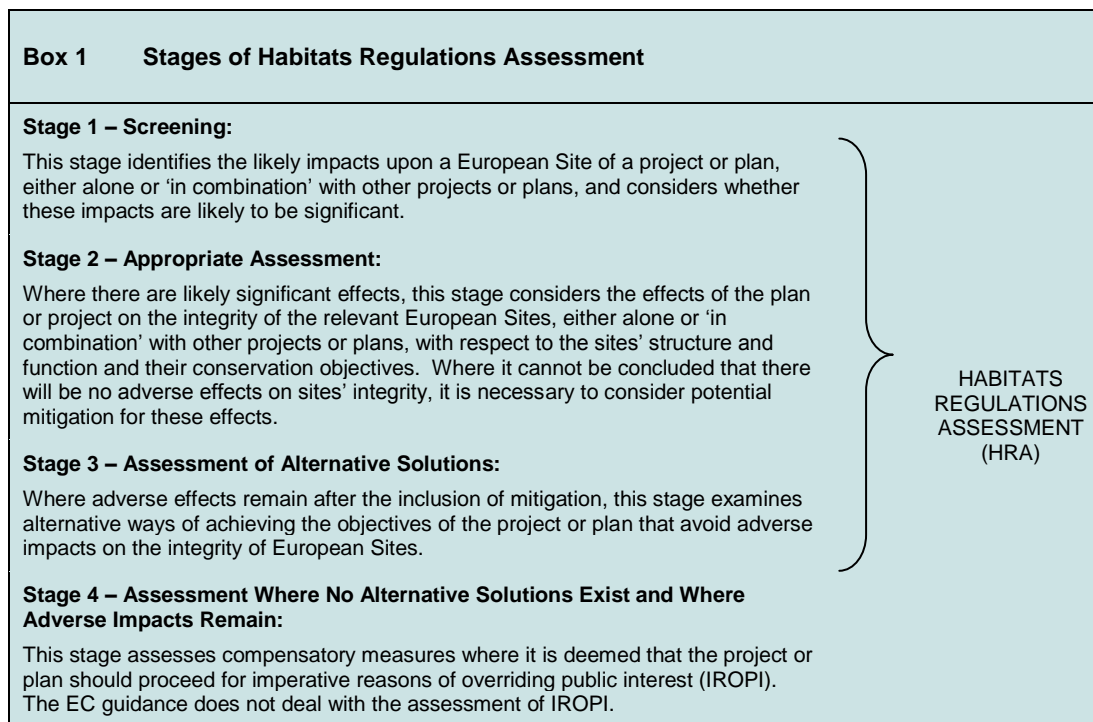 Box 1 Stages of Habitats Regulations Assessment
Stage 1 – Screening:
This stage identifies the likely impacts upon a European Site of a project or plan,
either alone or ‘in combination’ with other projects or plans, and considers whether
these impacts are likely to be significant.
Stage 2 – Appropriate Assessment:
Where there are likely significant effects, this stage considers the effects of the plan
or project on the integrity of the relevant European Sites, either alone or ‘in
combination’ with other projects or plans, with respect to the sites’ structure and
function and their conservation objectives. Where it cannot be concluded that there
will be no adverse effects on sites’ integrity, it is necessary to consider potential
mitigation for these effects.
Stage 3 – Assessment of Alternative Solutions:
Where adverse effects remain after the inclusion of mitigation, this stage examines
alternative ways of achieving the objectives of the project or plan that avoid adverse
impacts on the integrity of European Sites.
Stage 4 – Assessment Where No Alternative Solutions Exist and Where
Adverse Impacts Remain:
This stage assesses compensatory measures where it is deemed that the project or
plan should proceed for imperative reasons of overriding public interest (IROPI).
The EC guidance does not deal with the assessment of IROPI.
HABITATS
REGULATIONS
ASSESSMENT
(HRA)